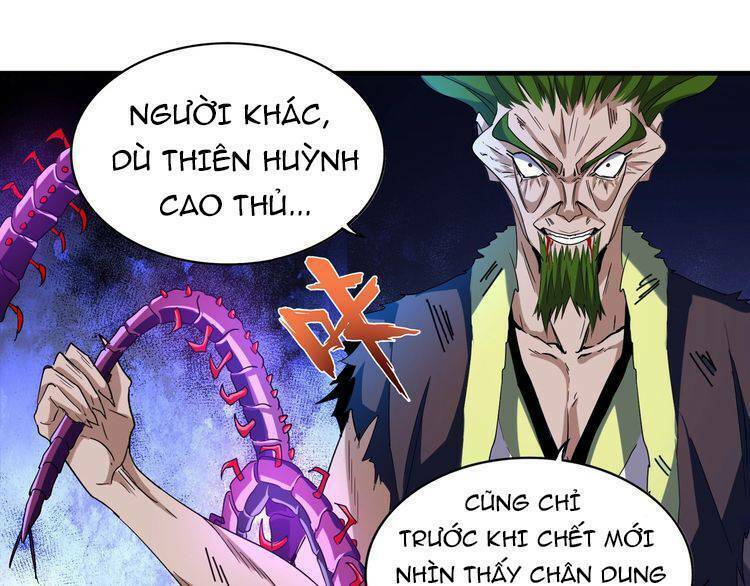 NGƯỜI KHÁC,
DÙ THIÊN HUỲNH
CAO THỦ...
CŨNG CHỈ
TRƯỚC KHI CHẾT MỚI
NHÌN THẤY CHÂN DUNG